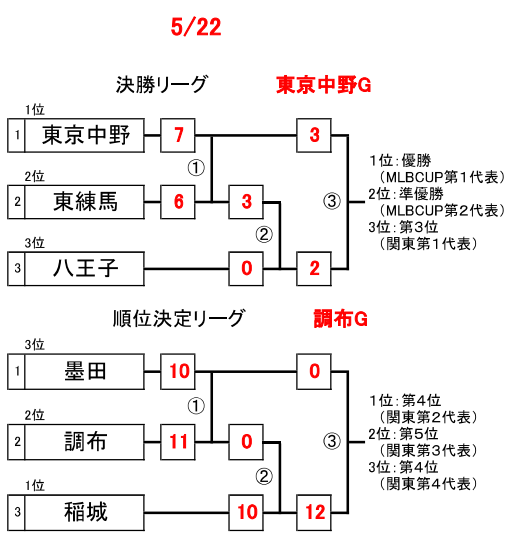 5/22
決勝リーグ 東京中野G
1位
1 東京中野 7 3
①
2位
2 東練馬 6 3
③
②
3位
3 八王子 0 2
1位：優勝
（MLBCUP第1代表）
2位：準優勝
（MLBCUP第2代表）
3位：第3位
（関東第1代表）
順位決定リーグ 調布G
3位
1 墨田 10 0
①
2位
2 調布 11 0
③
②
1位
3 稲城 10 12
1位：第4位
（関東第2代表）
2位：第5位
（関東第3代表）
3位：第4位
（関東第4代表）